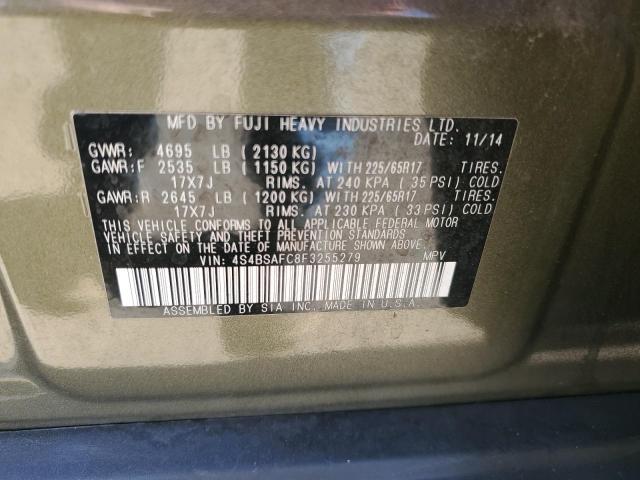 MFD BY FUJI HEAVY INDUSTRIES LTD.
DATE: 11/14
GVWR: 4695 LB (2130 KG)
GAWR:F 2535 LB (1150 KG) WITH 225/65R17 TIRES.
17X7J RIMS. AT 240 KPA (35 PSI) COLD
GAWR:R 2645 LB (1200 KG) WITH 225/65R17 TIRES.
17X7J RIMS. AT 230 KPA (33 PSI) COLD
THIS VEHICLE CONFORMS TO ALL APPLICABLE FEDERAL MOTOR
VEHICLE SAFETY AND THEFT PREVENTION STANDARDS
IN EFFECT ON THE DATE OF MANUFACTURE SHOWN ABOVE.
VIN: 4S4BSAFC8F3255279 MPV
ASSEMBLED BY SIA INC. MADE IN U.S.A.